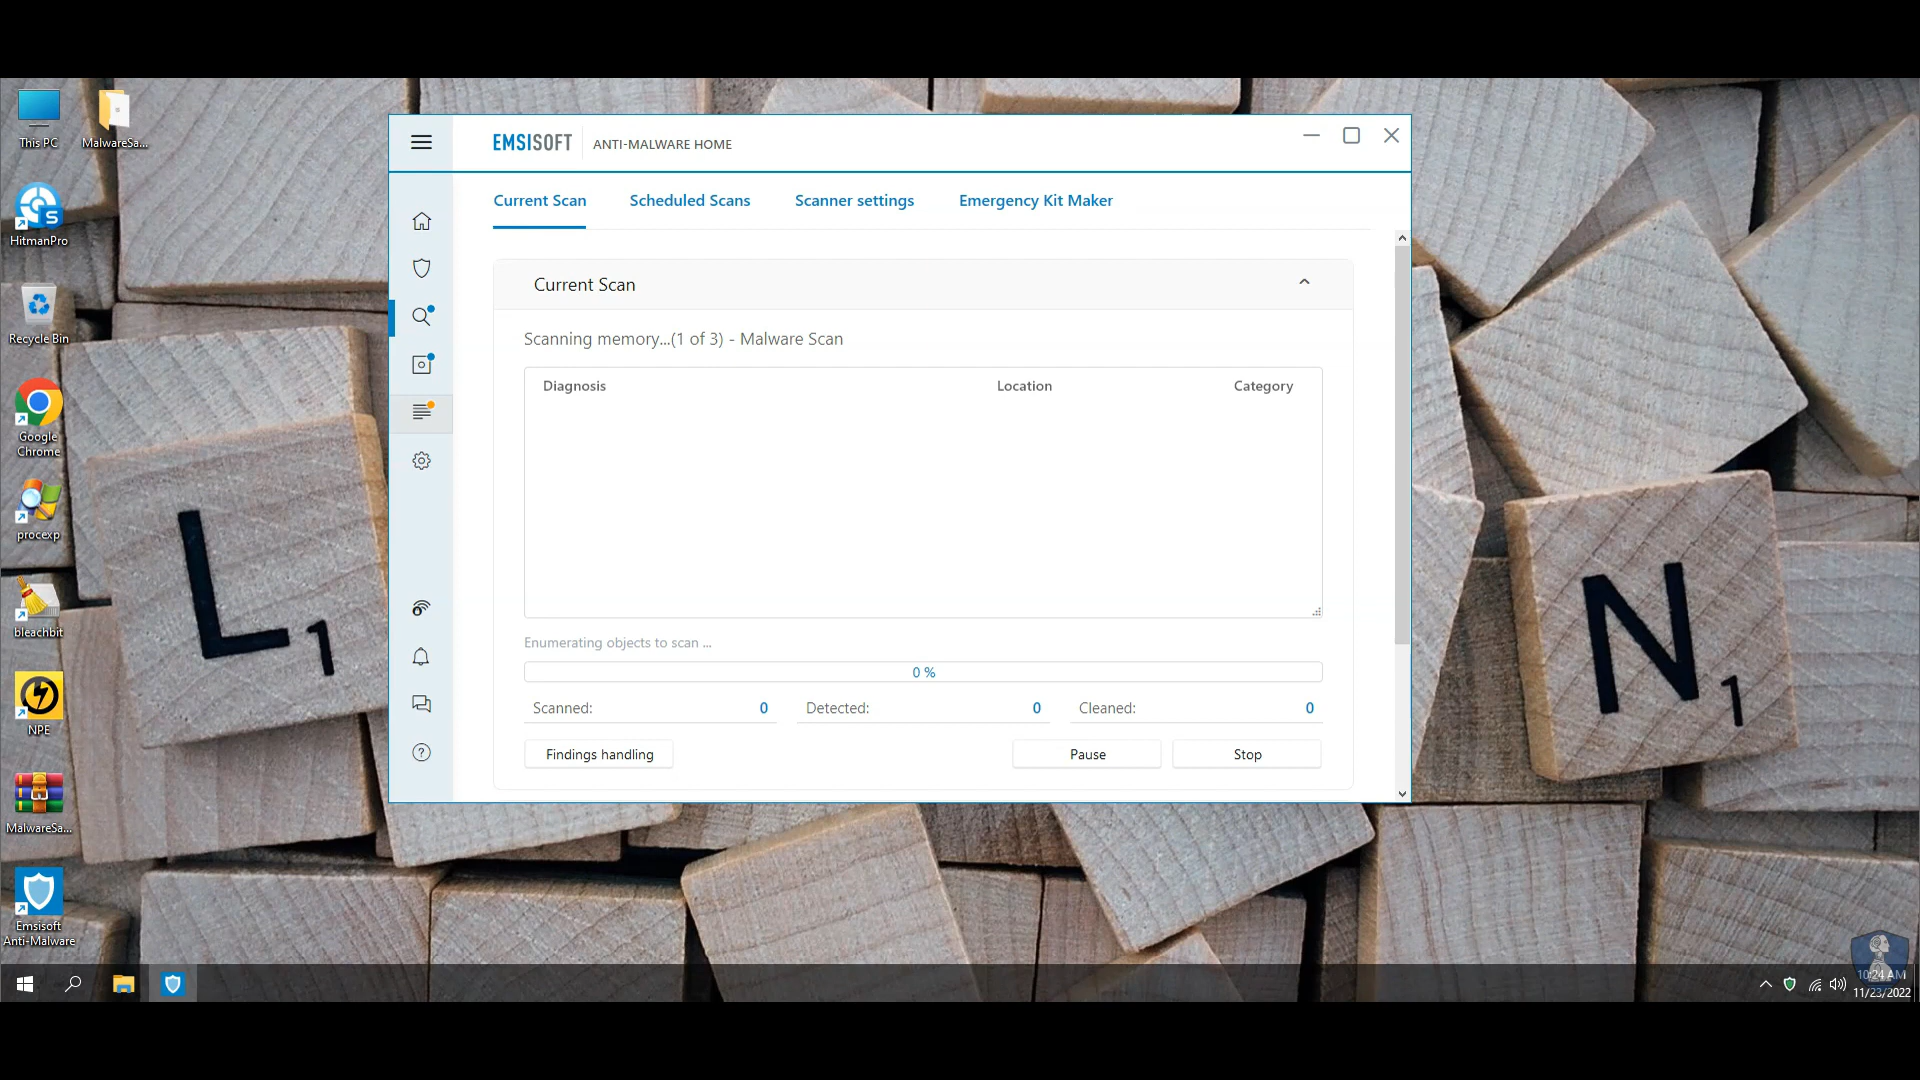 This PC
MalwareSa...
HitmanPro
Recycle Bin
Google
Chrome
procexp
bleachbit
NPE
MalwareSa...
Emsisoft
Anti-Malware
EMSISOFT
ANTI-MALWARE HOME
Current Scan
Scheduled Scans
Scanner settings
Emergency Kit Maker
Current Scan
Scanning memory...(1 of 3) - Malware Scan
Diagnosis
Location
Category
Enumerating objects to scan ...
0 %
Scanned: 0
Detected: 0
Cleaned: 0
Findings handling
Pause
Stop
L1
N1
10:24 AM
11/23/2022